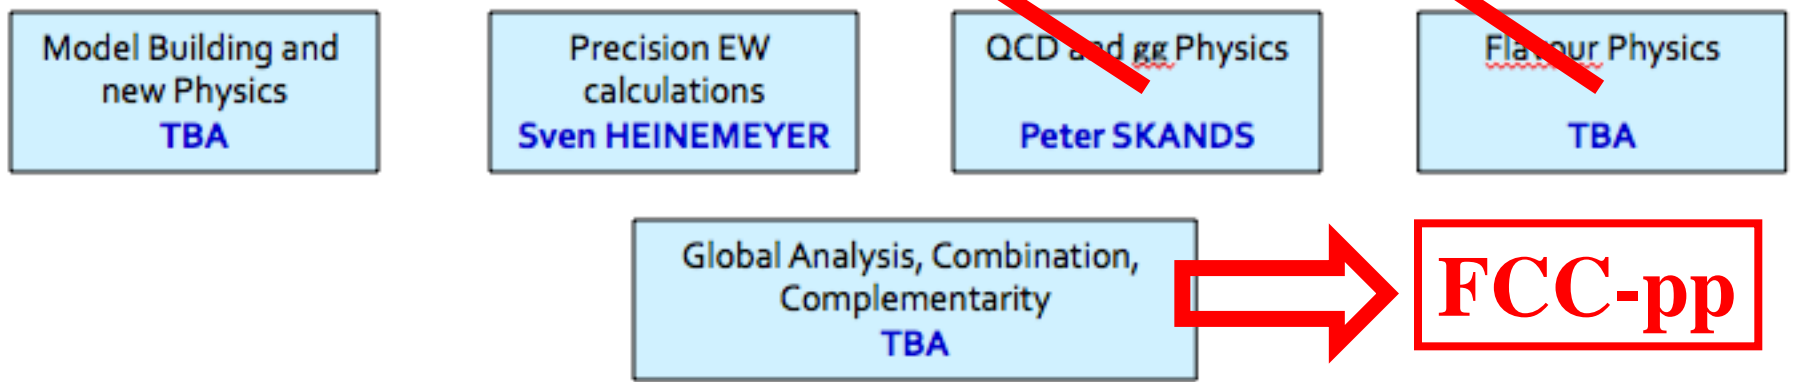 Model Building and
new Physics
TBA
Precision EW
calculations
Sven HEINEMEYER
QCD and gg Physics
Peter SKANDS
Flavour Physics
TBA
Global Analysis, Combination,
Complementarity
TBA
FCC-pp